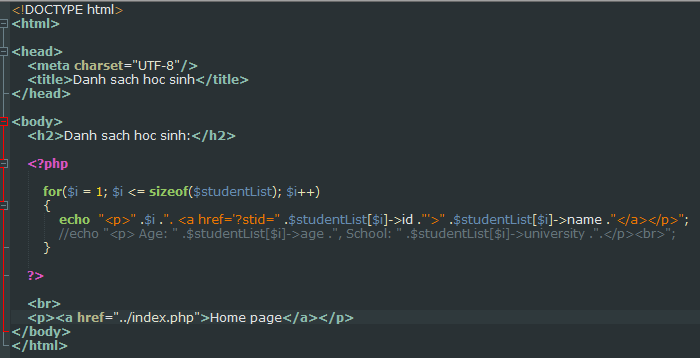 <!DOCTYPE html>
<html>
<head>
<meta charset="UTF-8"/>
<title>Danh sach hoc sinh</title>
</head>
<body>
<h2>Danh sach hoc sinh:</h2>
<?php
for($i = 1; $i <= sizeof($studentList); $i++)
{
echo "<p>" .$i .". <a href='?stid=" .$studentList[$i]->id ."'>" .$studentList[$i]->name ."</a></p>";
//echo "<p> Age: " .$studentList[$i]->age .", School: " .$studentList[$i]->university .".</p><br>";
}
?>
<br>
<p><a href="../index.php">Home page</a></p>
</body>
</html>